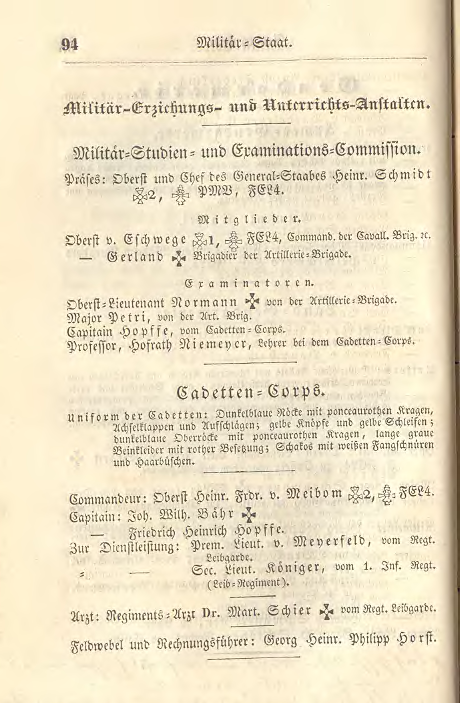 94 Militär-Staat.
Militär-Erziehungs- und Unterrichts-Anstalten.
Militär-Studien- und Examinations-Commission.
Präses: Oberst und Chef des General-Staabes Heinr. Schmidt
2, PMV, FEL4.
Mitglieder.
Oberst v. Eschwege 1, FEL4, Command. der Cavall. Brig. ꝛc.
— Gerland Brigadier der Artillerie-Brigade.
Examinatoren.
Oberst-Lieutenant Normann von der Artillerie-Brigade.
Major Petri, von der Art. Brig.
Capitain Hopffe, vom Cadetten-Corps.
Professor, Hofrath Niemeyer, Lehrer bei dem Cadetten-Corps.
Cadetten-Corps.
Uniform der Cadetten: Dunkelblaue Röcke mit ponceaurothen Kragen,
Achselklappen und Aufschlägen; gelbe Knöpfe und gelbe Schleifen;
dunkelblaue Oberröcke mit ponceaurothen Kragen, lange graue
Beinkleider mit rother Besetzung; Schakos mit weißen Fangschnüren
und Haarbüschen.
Commandeur: Oberst Heinr. Frdr. v. Meibom 2, FEL4.
Capitain: Joh. Wilh. Bähr
— Friedrich Heinrich Hopffe.
Zur Dienstleistung: Prem. Lieut. v. Meyerfeld, vom Regt.
Leibgarde.
= — Sec. Lieut. Königer, vom 1. Inf. Regt.
(Leib-Regiment).
Arzt: Regiments-Arzt Dr. Mart. Schier vom Regt. Leibgarde.
Feldwebel und Rechnungsführer: Georg Heinr. Philipp Horst.